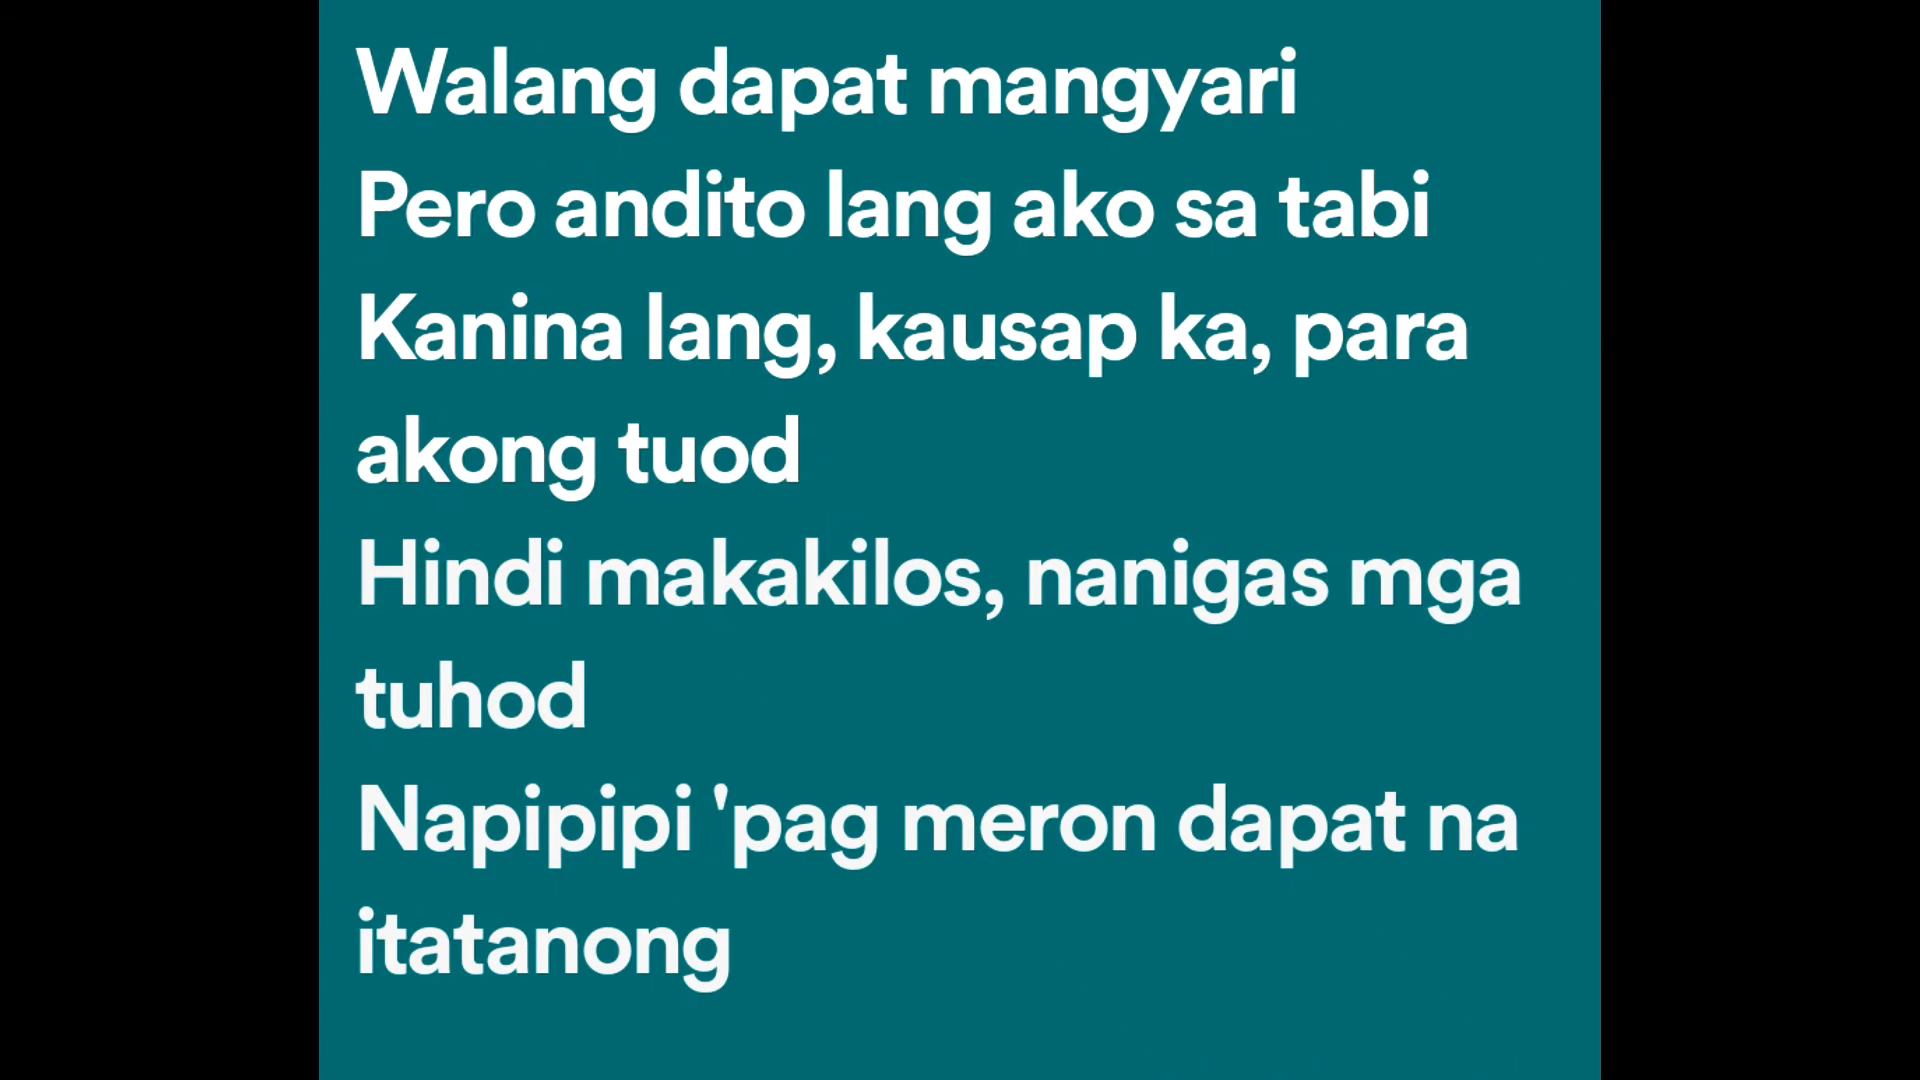 Walang dapat mangyari
Pero andito lang ako sa tabi
Kanina lang, kausap ka, para
akong tuod
Hindi makakilos, nanigas mga
tuhod
Napipipi 'pag meron dapat na
itatanong